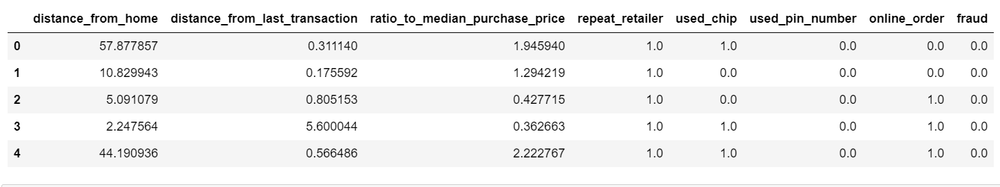 distance_from_home distance_from_last_transaction ratio_to_median_purchase_price repeat_retailer used_chip used_pin_number online_order fraud
0 57.877857 0.311140 1.945940 1.0 1.0 0.0 0.0 0.0
1 10.829943 0.175592 1.294219 1.0 0.0 0.0 0.0 0.0
2 5.091079 0.805153 0.427715 1.0 0.0 0.0 1.0 0.0
3 2.247564 5.600044 0.362663 1.0 1.0 0.0 1.0 0.0
4 44.190936 0.566486 2.222767 1.0 1.0 0.0 1.0 0.0